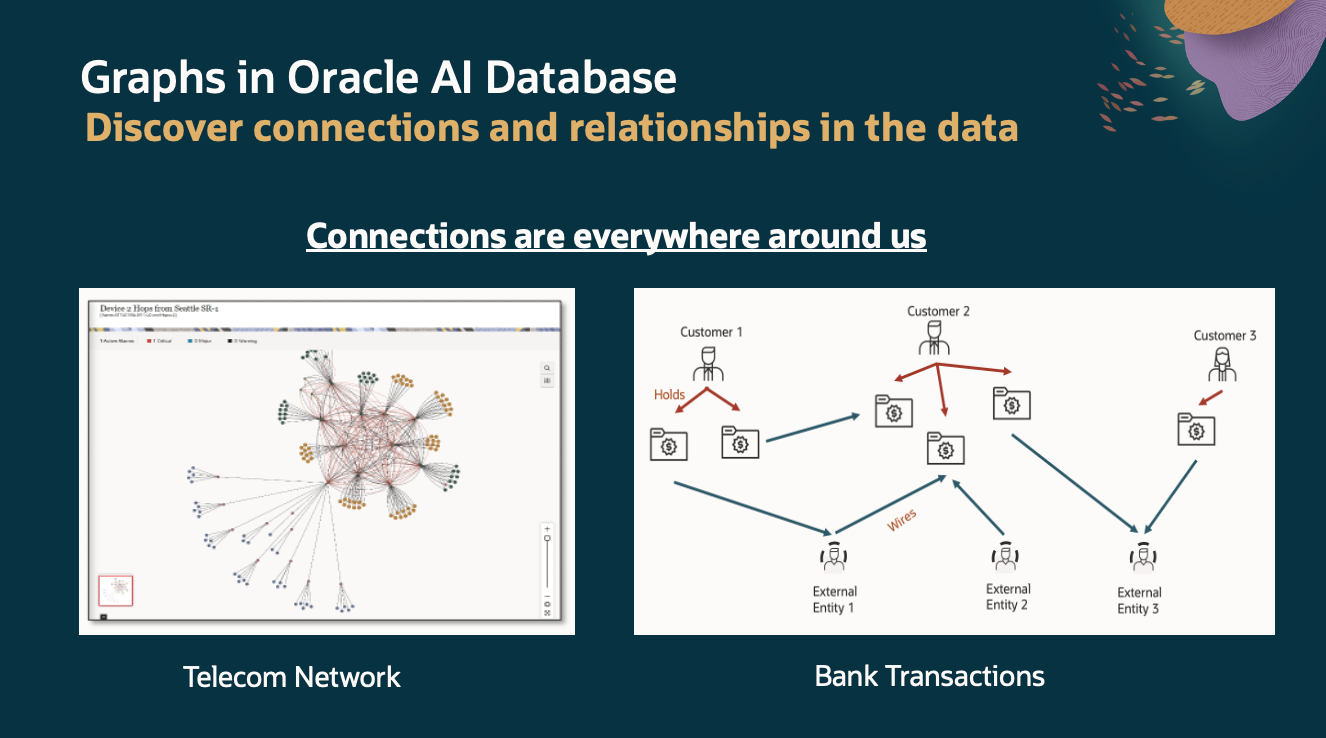 Graphs in Oracle AI Database
Discover connections and relationships in the data
Connections are everywhere around us
Device 2 Hops from Seattle SR-1
1 Active Alarms
1 Critical
0 Major
0 Warning
Customer 1
Customer 2
Customer 3
Holds
Wires
External
Entity 1
External
Entity 2
External
Entity 3
Telecom Network
Bank Transactions